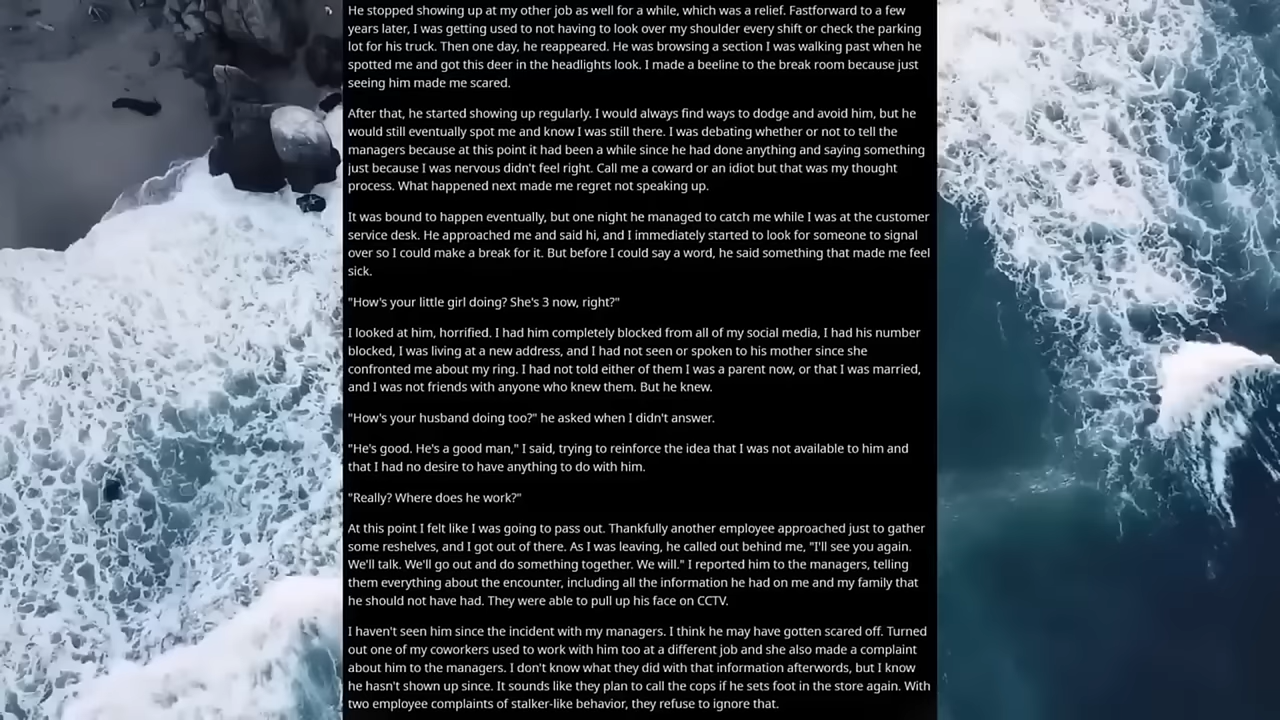 He stopped showing up at my other job as well for a while, which was a relief. Fastforward to a few
years later, I was getting used to not having to look over my shoulder every shift or check the parking
lot for his truck. Then one day, he reappeared. He was browsing a section I was walking past when he
spotted me and got this deer in the headlights look. I made a beeline to the break room because just
seeing him made me scared.
After that, he started showing up regularly. I would always find ways to dodge and avoid him, but he
would still eventually spot me and know I was still there. I was debating whether or not to tell the
managers because at this point it had been a while since he had done anything and saying something
just because I was nervous didn't feel right. Call me a coward or an idiot but that was my thought
process. What happened next made me regret not speaking up.
It was bound to happen eventually, but one night he managed to catch me while I was at the customer
service desk. He approached me and said hi, and I immediately started to look for someone to signal
over so I could make a break for it. But before I could say a word, he said something that made me feel
sick.
"How's your little girl doing? She's 3 now, right?"
I looked at him, horrified. I had him completely blocked from all of my social media, I had his number
blocked, I was living at a new address, and I had not seen or spoken to his mother since she
confronted me about my ring. I had not told either of them I was a parent now, or that I was married,
and I was not friends with anyone who knew them. But he knew.
"How's your husband doing too?" he asked when I didn't answer.
"He's good. He's a good man," I said, trying to reinforce the idea that I was not available to him and
that I had no desire to have anything to do with him.
"Really? Where does he work?"
At this point I felt like I was going to pass out. Thankfully another employee approached just to gather
some reshelves, and I got out of there. As I was leaving, he called out behind me, "I'll see you again.
We'll talk. We'll go out and do something together. We will." I reported him to the managers, telling
them everything about the encounter, including all the information he had on me and my family that
he should not have had. They were able to pull up his face on CCTV.
I haven't seen him since the incident with my managers. I think he may have gotten scared off. Turned
out one of my coworkers used to work with him too at a different job and she also made a complaint
about him to the managers. I don't know what they did with that information afterwords, but I know
he hasn't shown up since. It sounds like they plan to call the cops if he sets foot in the store again. With
two employee complaints of stalker-like behavior, they refuse to ignore that.